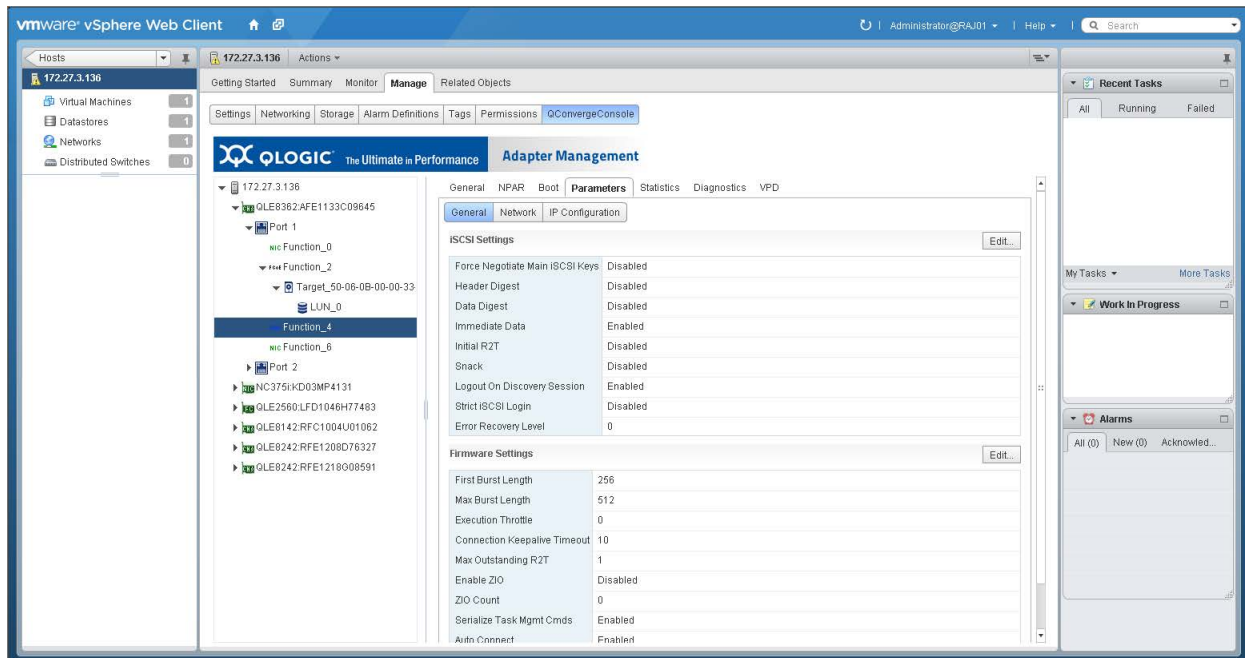 vmware® vSphere Web Client
Administrator@RAJ01
Help
Search
Hosts
172.27.3.136
Virtual Machines 1
Datastores 1
Networks 1
Distributed Switches 0
172.27.3.136 Actions
Getting Started Summary Monitor Manage Related Objects
Settings Networking Storage Alarm Definitions Tags Permissions QConvergeConsole
QLOGIC The Ultimate in Performance Adapter Management
172.27.3.136
QLE8362:AFE1133C09645
Port 1
NIC Function_0
Function_2
Target_50-06-0B-00-00-33-
LUN_0
Function_4
NIC Function_6
Port 2
NC375i:KD03MP4131
QLE2560:LFD1046H77483
QLE8142:RFC1004U01062
QLE8242:RFE1208D76327
QLE8242:RFE1218G08591
General NPAR Boot Parameters Statistics Diagnostics VPD
General Network IP Configuration
iSCSI Settings Edit...
Force Negotiate Main iSCSI Keys Disabled
Header Digest Disabled
Data Digest Disabled
Immediate Data Enabled
Initial R2T Disabled
Snack Disabled
Logout On Discovery Session Enabled
Strict iSCSI Login Disabled
Error Recovery Level 0
Firmware Settings Edit...
First Burst Length 256
Max Burst Length 512
Execution Throttle 0
Connection Keepalive Timeout 10
Max Outstanding R2T 1
Enable ZIO Disabled
ZIO Count 0
Serialize Task Mgmt Cmds Enabled
Auto Connect Enabled
Recent Tasks
All Running Failed
My Tasks More Tasks
Work In Progress
Alarms
All (0) New (0) Acknowled...